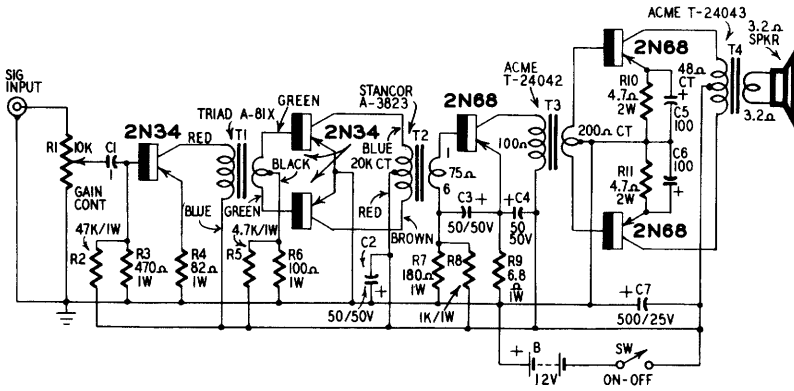 ACME
T-24043
3.2Ω
SPKR
2N68
T4
48Ω
CT
+
R10
4.7Ω
2W
C5
100
3.2Ω
ACME
T-24042
T3
2N68
100Ω
200Ω CT
C6
100
+
R11
4.7Ω
2W
2N68
SIG
INPUT
R1
10K
GAIN
CONT
C1
1
2N34
RED
BLUE
TRIAD A-81X
T1
GREEN
BLACK
GREEN
2N34
STANCOR
A-3823
BLUE
T2
20K CT
RED
BROWN
1
75Ω
6
C3
+
50/50V
+
C4
50
50V
47K/1W
R2
R3
470Ω
1W
R4
82Ω
1W
4.7K/1W
R5
R6
100Ω
1W
C2
+
50/50V
R7
180Ω
1W
R8
1K/1W
R9
6.8
Ω
1W
+
C7
500/25V
+
B
12V
SW
ON-OFF